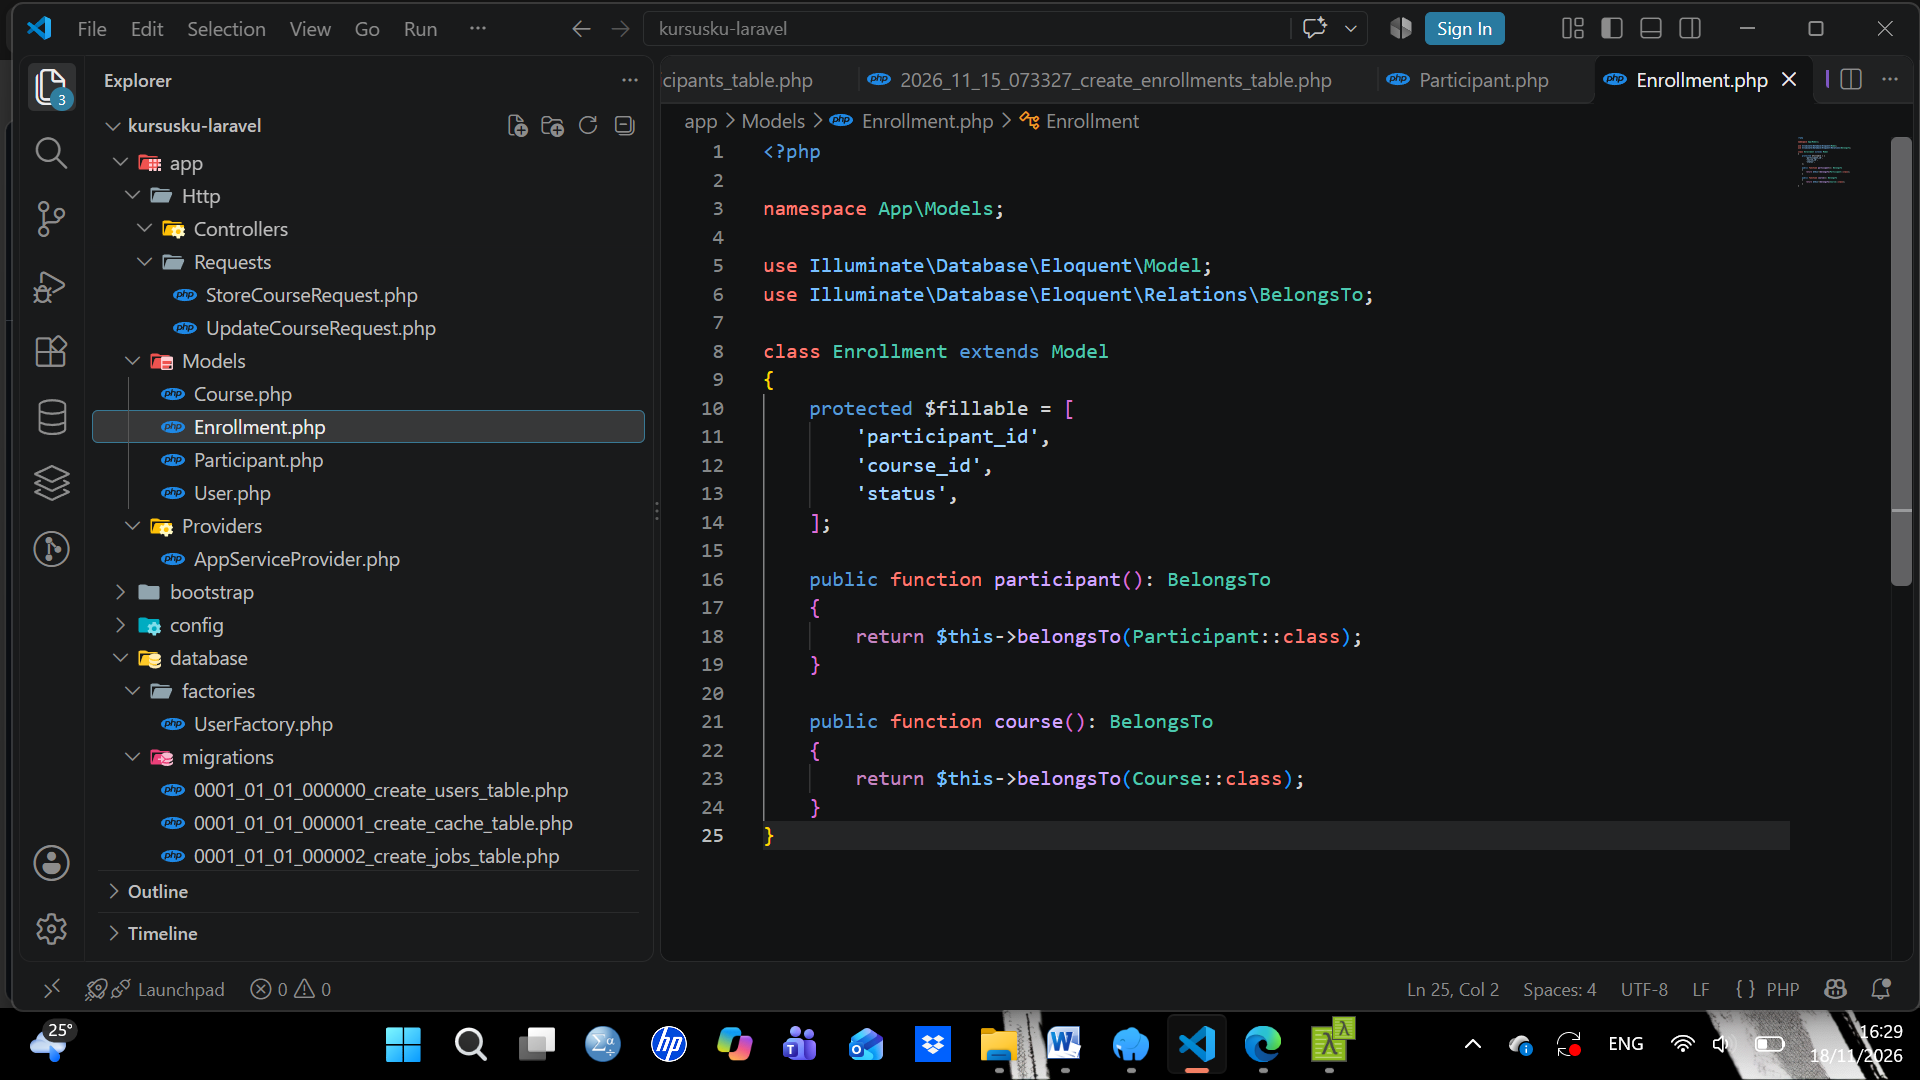 File Edit Selection View Go Run ···
kursusku-laravel
Sign In
Explorer
kursusku-laravel
app
Http
Controllers
Requests
StoreCourseRequest.php
UpdateCourseRequest.php
Models
Course.php
Enrollment.php
Participant.php
User.php
Providers
AppServiceProvider.php
bootstrap
config
database
factories
UserFactory.php
migrations
0001_01_01_000000_create_users_table.php
0001_01_01_000001_create_cache_table.php
0001_01_01_000002_create_jobs_table.php
Outline
Timeline
3
cipants_table.php 2026_11_15_073327_create_enrollments_table.php Participant.php Enrollment.php
app > Models > Enrollment.php > Enrollment
1 <?php
2
3 namespace App\Models;
4
5 use Illuminate\Database\Eloquent\Model;
6 use Illuminate\Database\Eloquent\Relations\BelongsTo;
7
8 class Enrollment extends Model
9 {
10 protected $fillable = [
11 'participant_id',
12 'course_id',
13 'status',
14 ];
15
16 public function participant(): BelongsTo
17 {
18 return $this->belongsTo(Participant::class);
19 }
20
21 public function course(): BelongsTo
22 {
23 return $this->belongsTo(Course::class);
24 }
25 }
Launchpad 0 0
Ln 25, Col 2 Spaces: 4 UTF-8 LF { } PHP
25°
ENG
16:29
18/11/2026